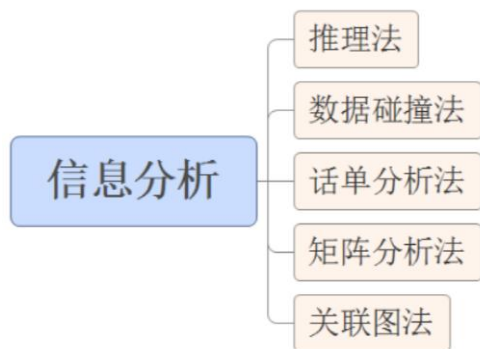 推理法
数据碰撞法
信息分析
话单分析法
矩阵分析法
关联图法